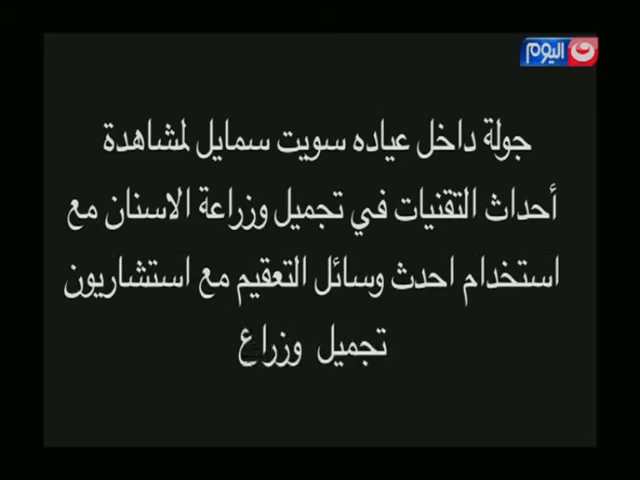 اليوم
جولة داخل عياده سويت سمايل لمشاهدة
أحداث التقنيات في تجميل وزراعة الاسنان مع
استخدام احدث وسائل التعقيم مع استشاريون
تجميل وزراع